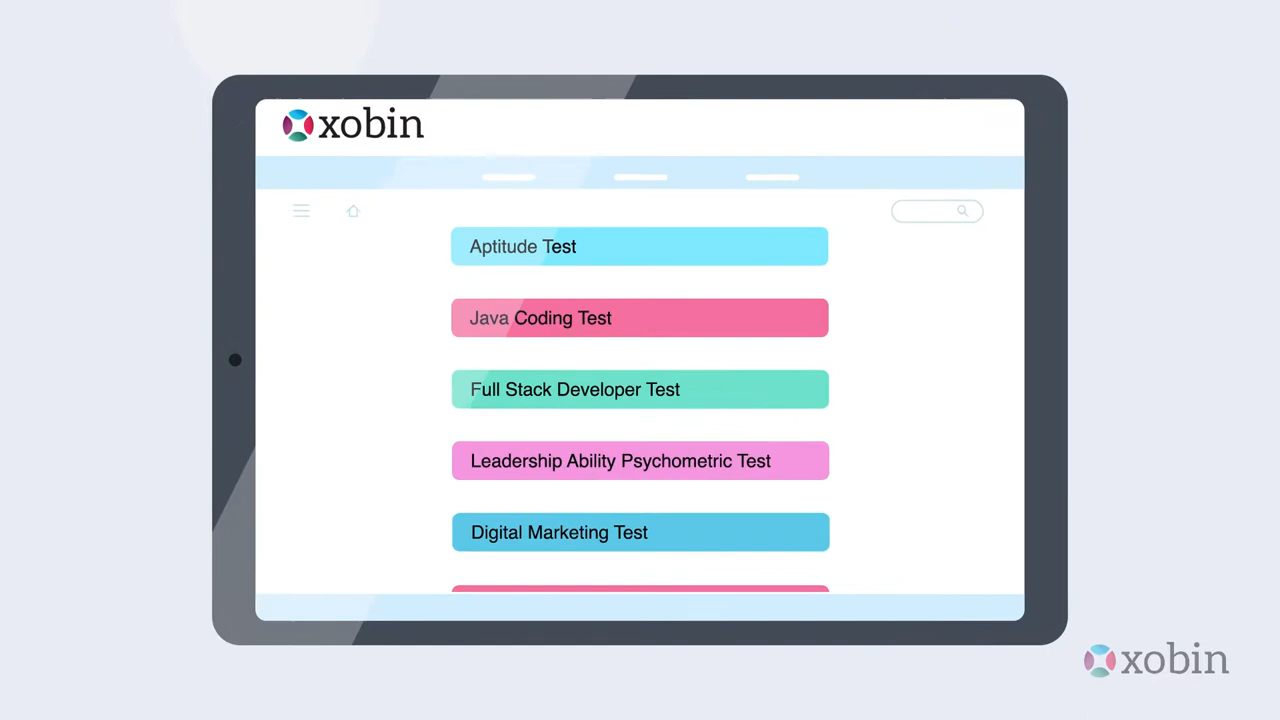 xobin
Aptitude Test
Java Coding Test
Full Stack Developer Test
Leadership Ability Psychometric Test
Digital Marketing Test
xobin